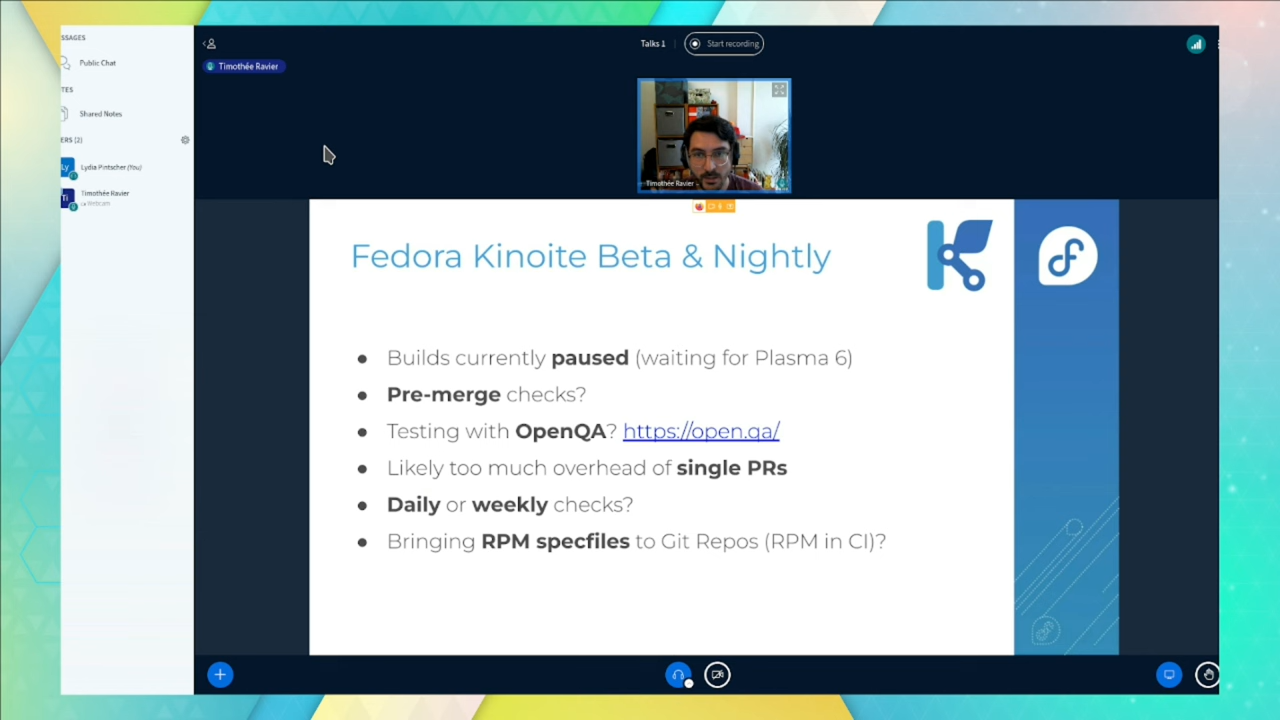 SSAGES
Public Chat
TES
Shared Notes
ERS (2)
Ly
Lydia Pintscher (You)
Ti
Timothée Ravier
Webcam
Talks 1
Start recording
Timothée Ravier
Timothée Ravier
Fedora Kinoite Beta & Nightly
● Builds currently paused (waiting for Plasma 6)
● Pre-merge checks?
● Testing with OpenQA? https://open.qa/
● Likely too much overhead of single PRs
● Daily or weekly checks?
● Bringing RPM specfiles to Git Repos (RPM in CI)?